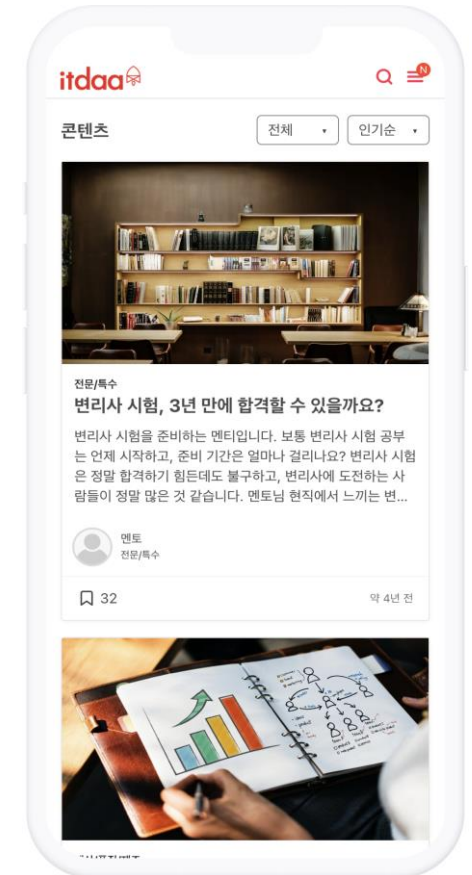 itdaa
N
콘텐츠
전체
인기순
전문/특수
변리사 시험, 3년 만에 합격할 수 있을까요?
변리사 시험을 준비하는 멘티입니다. 보통 변리사 시험 공부
는 언제 시작하고, 준비 기간은 얼마나 걸리나요? 변리사 시험
은 정말 합격하기 힘든데도 불구하고, 변리사에 도전하는 사
람들이 정말 많은 것 같습니다. 멘토님 현직에서 느끼는 변...
멘토
전문/특수
32
약 4년 전